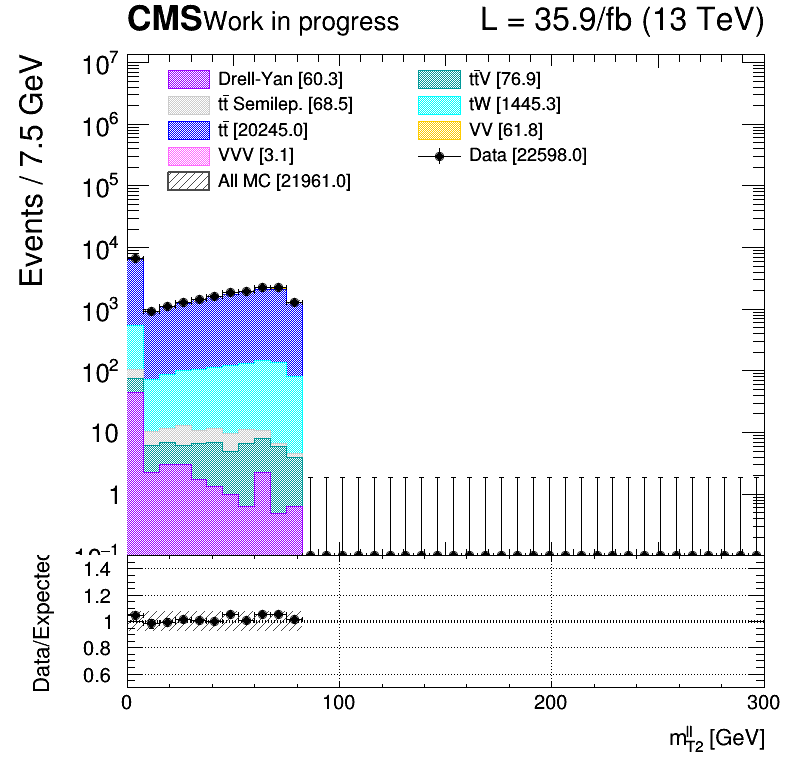 CMS Work in progress L = 35.9/fb (13 TeV)
Events / 7.5 GeV
Drell-Yan [60.3]
tt̄ Semilep. [68.5]
tt̄ [20245.0]
VVV [3.1]
All MC [21961.0]
tt̄V [76.9]
tW [1445.3]
VV [61.8]
Data [22598.0]
10⁷
10⁶
10⁵
10⁴
10³
10²
10
1
10⁻¹
Data/Expected
1.4
1.2
1
0.8
0.6
0 100 200 300
m^ll_T2 [GeV]